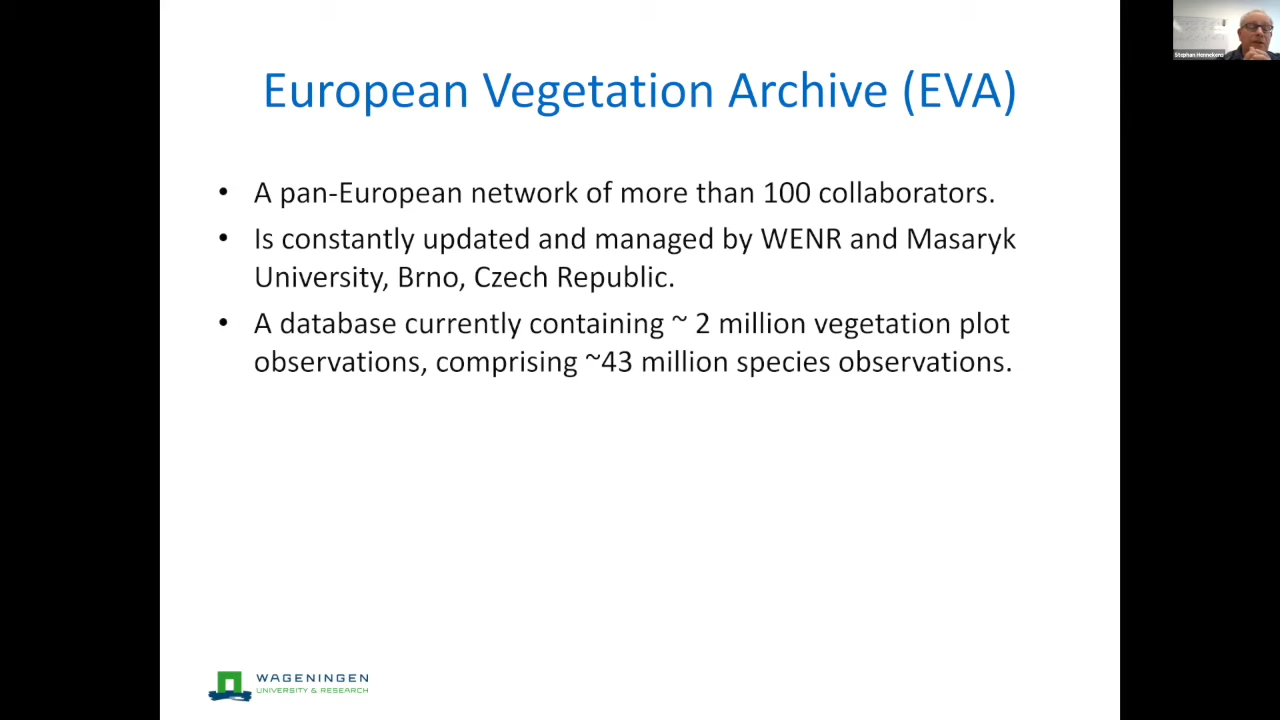 European Vegetation Archive (EVA)
• A pan-European network of more than 100 collaborators.
• Is constantly updated and managed by WENR and Masaryk
University, Brno, Czech Republic.
• A database currently containing ~ 2 million vegetation plot
observations, comprising ~43 million species observations.
WAGENINGEN
UNIVERSITY & RESEARCH
Stephan Hennekens